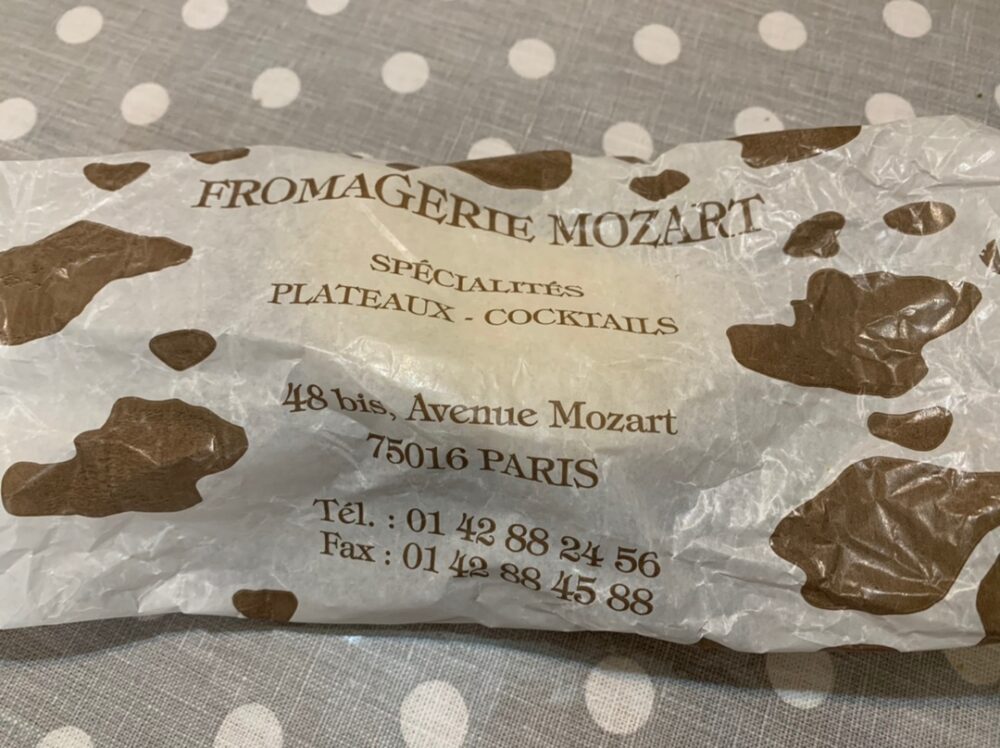 FROMAGERIE MOZART
SPÉCIALITÉS
PLATEAUX - COCKTAILS
48 bis, Avenue Mozart
75016 PARIS
Tél. : 01 42 88 24 56
Fax : 01 42 88 45 88